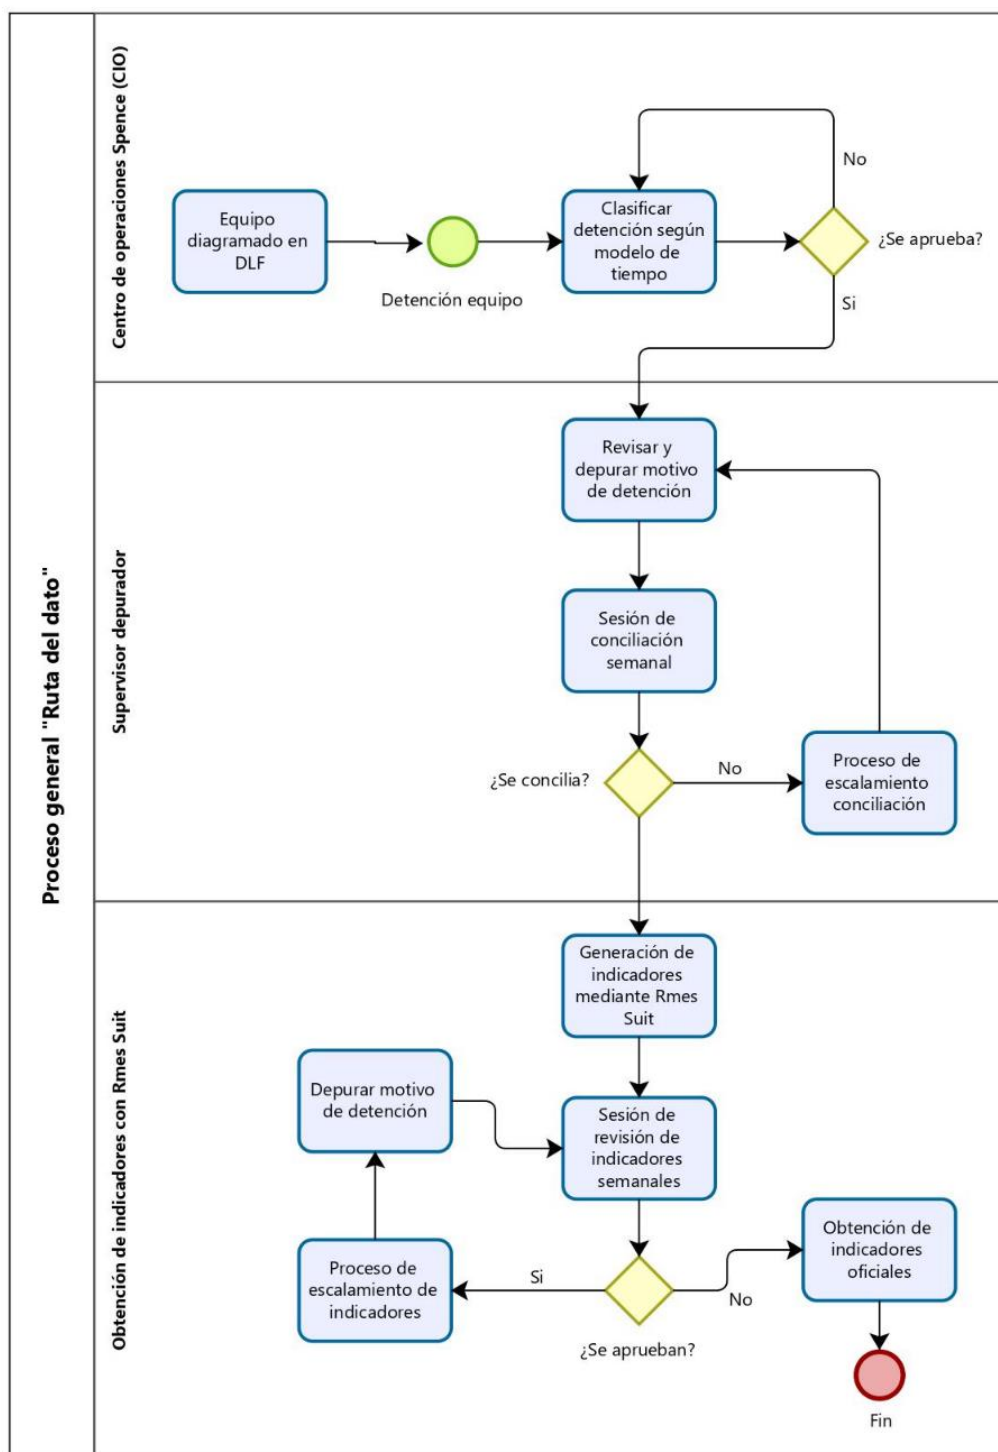 Proceso general "Ruta del dato"
Centro de operaciones Spence (CIO)
Equipo
diagramado en
DLF
Detención equipo
Clasificar
detención según
modelo de
tiempo
No
¿Se aprueba?
Si
Supervisor depurador
Revisar y
depurar motivo
de detención
Sesión de
conciliación
semanal
¿Se concilia?
No
Proceso de
escalamiento
conciliación
Obtención de indicadores con Rmes Suit
Generación de
indicadores
mediante Rmes
Suit
Depurar motivo
de detención
Sesión de
revisión de
indicadores
semanales
Proceso de
escalamiento de
indicadores
Si
¿Se aprueban?
No
Obtención de
indicadores
oficiales
Fin